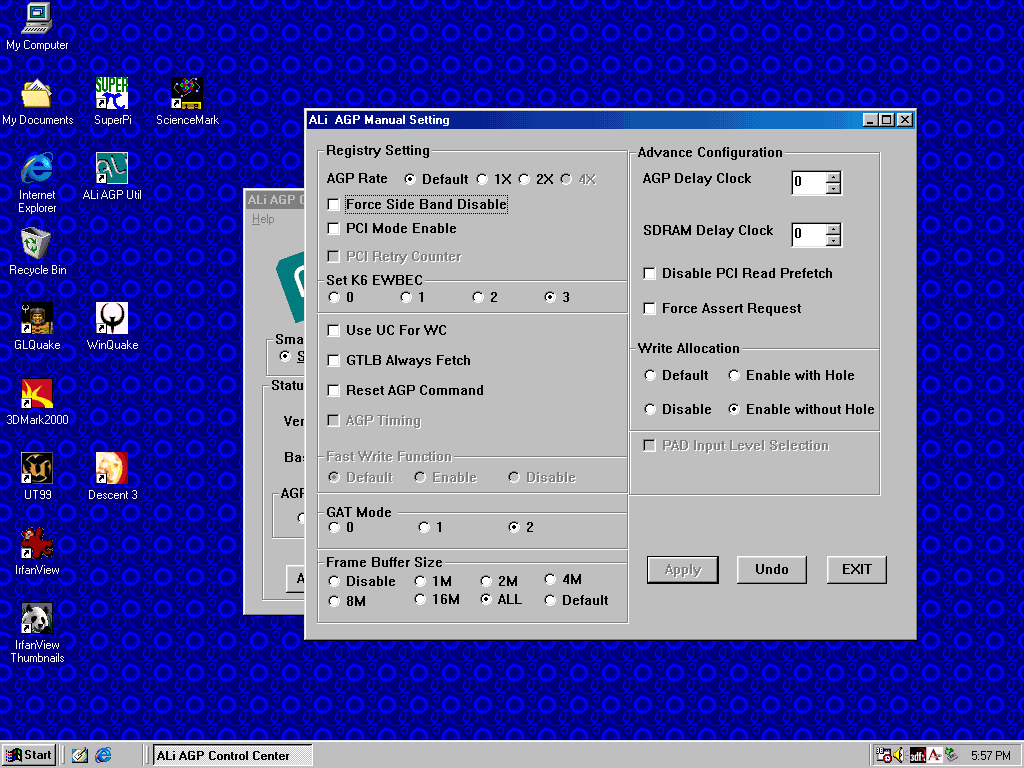 My Computer
My Documents
SuperPi
ScienceMark
Internet
Explorer
ALi AGP Util
Recycle Bin
GLQuake
WinQuake
3DMark2000
UT99
Descent 3
IrfanView
IrfanView
Thumbnails
ALi AGP C
Help
Sma
S
Statu
Ver
Bas
AGP
A
ALi AGP Manual Setting
Registry Setting
AGP Rate Default 1X 2X 4X
Force Side Band Disable
PCI Mode Enable
PCI Retry Counter
Set K6 EWBEC
0 1 2 3
Use UC For WC
GTLB Always Fetch
Reset AGP Command
AGP Timing
Fast Write Function
Default Enable Disable
GAT Mode
0 1 2
Frame Buffer Size
Disable 1M 2M 4M
8M 16M ALL Default
Advance Configuration
AGP Delay Clock 0
SDRAM Delay Clock 0
Disable PCI Read Prefetch
Force Assert Request
Write Allocation
Default Enable with Hole
Disable Enable without Hole
PAD Input Level Selection
Apply Undo EXIT
Start
ALi AGP Control Center
5:57 PM